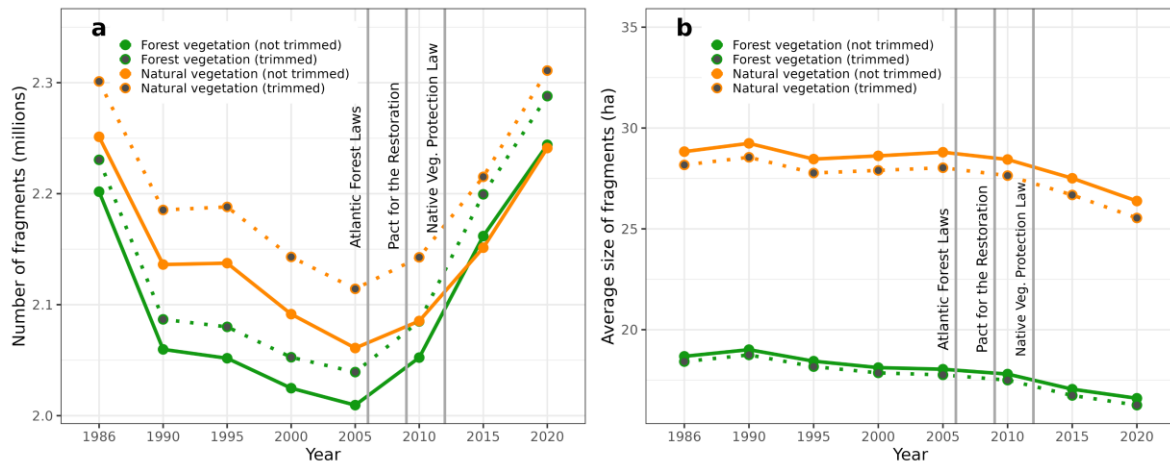 a
Forest vegetation (not trimmed)
Forest vegetation (trimmed)
Natural vegetation (not trimmed)
Natural vegetation (trimmed)
Number of fragments (millions)
2.3
2.2
2.1
2.0
Atlantic Forest Laws
Pact for the Restoration
Native Veg. Protection Law
1986 1990 1995 2000 2005 2010 2015 2020
Year
b
Forest vegetation (not trimmed)
Forest vegetation (trimmed)
Natural vegetation (not trimmed)
Natural vegetation (trimmed)
Average size of fragments (ha)
35
30
25
20
Atlantic Forest Laws
Pact for the Restoration
Native Veg. Protection Law
1986 1990 1995 2000 2005 2010 2015 2020
Year